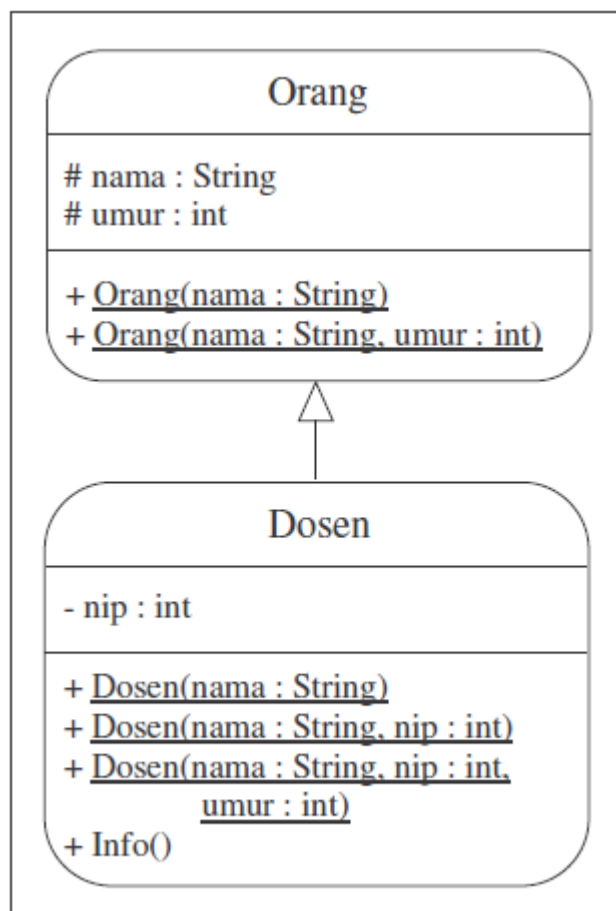 Orang
# nama : String
# umur : int
+ Orang(nama : String)
+ Orang(nama : String, umur : int)
Dosen
- nip : int
+ Dosen(nama : String)
+ Dosen(nama : String, nip : int)
+ Dosen(nama : String, nip : int,
umur : int)
+ Info()